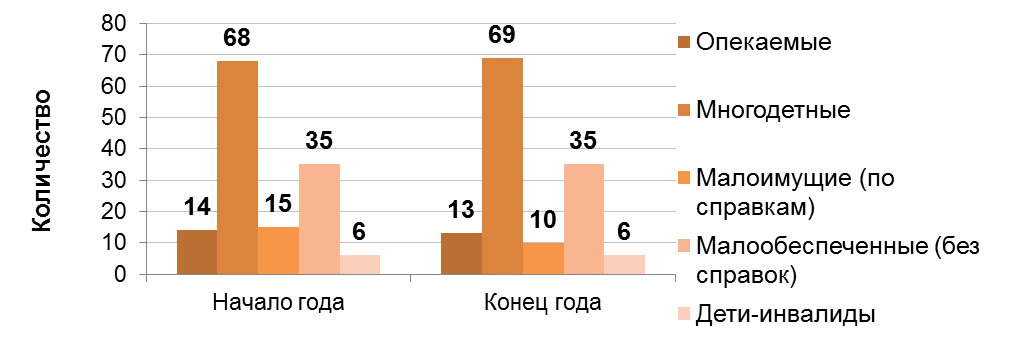 Количество
80
70
60
50
40
30
20
10
0
14
68
15
35
6
13
69
10
35
6
Начало года
Конец года
Опекаемые
Многодетные
Малоимущие (по
справкам)
Малообеспеченные (без
справок)
Дети-инвалиды